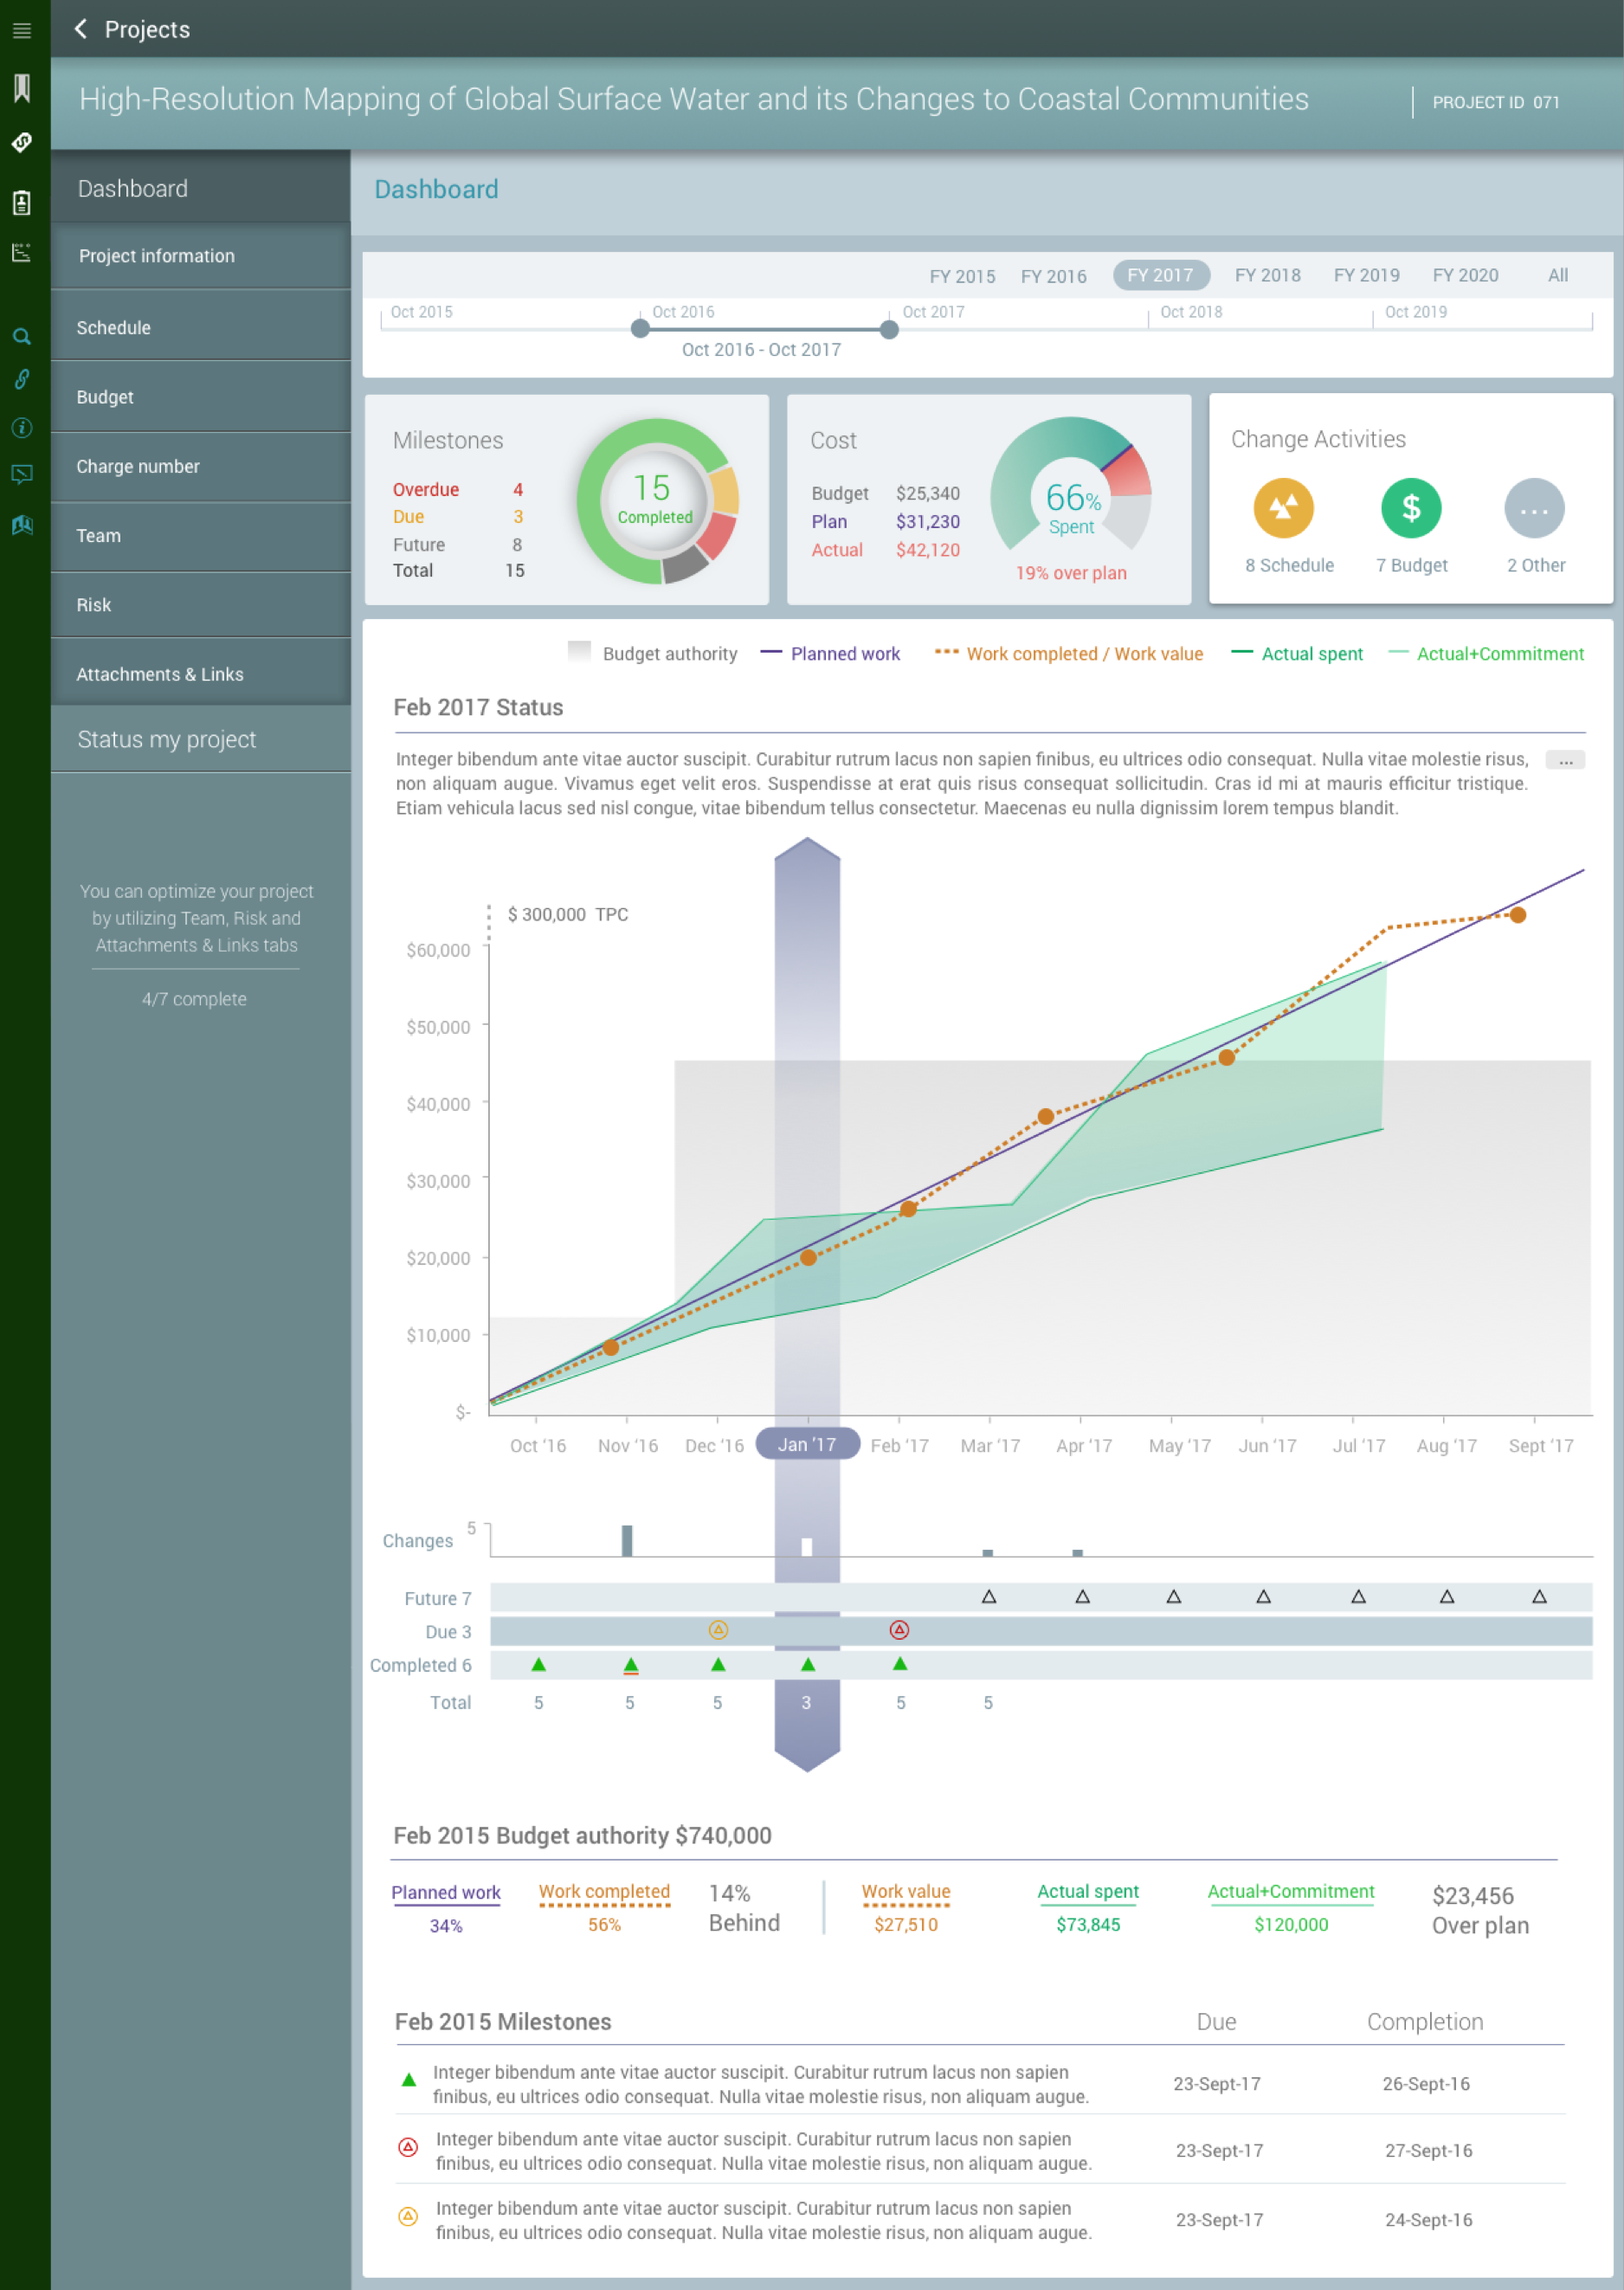 Projects
High-Resolution Mapping of Global Surface Water and its Changes to Coastal Communities
PROJECT ID 071
Dashboard
Project information
Schedule
Budget
Charge number
Team
Risk
Attachments & Links
Status my project
You can optimize your project
by utilizing Team, Risk and
Attachments & Links tabs
4/7 complete
Dashboard
FY 2015 FY 2016 FY 2017 FY 2018 FY 2019 FY 2020 All
Oct 2015 Oct 2016 Oct 2017 Oct 2018 Oct 2019
Oct 2016 - Oct 2017
Milestones
Overdue 4
Due 3
Future 8
Total 15
15
Completed
Cost
Budget $25,340
Plan $31,230
Actual $42,120
66%
Spent
19% over plan
Change Activities
$
...
8 Schedule 7 Budget 2 Other
Budget authority Planned work Work completed / Work value Actual spent Actual+Commitment
Feb 2017 Status
Integer bibendum ante vitae auctor suscipit. Curabitur rutrum lacus non sapien finibus, eu ultrices odio consequat. Nulla vitae molestie risus, ...
non aliquam augue. Vivamus eget velit eros. Suspendisse at erat quis risus consequat sollicitudin. Cras id mi at mauris efficitur tristique.
Etiam vehicula lacus sed nisl congue, vitae bibendum tellus consectetur. Maecenas eu nulla dignissim lorem tempus blandit.
$ 300,000 TPC
$60,000
$50,000
$40,000
$30,000
$20,000
$10,000
$-
Oct '16 Nov '16 Dec '16 Jan '17 Feb '17 Mar '17 Apr '17 May '17 Jun '17 Jul '17 Aug '17 Sept '17
Changes 5
Future 7
Due 3
Completed 6
Total 5 5 5 3 5 5
Feb 2015 Budget authority $740,000
Planned work Work completed 14% Work value Actual spent Actual+Commitment $23,456
34% 56% Behind $27,510 $73,845 $120,000 Over plan
Feb 2015 Milestones Due Completion
Integer bibendum ante vitae auctor suscipit. Curabitur rutrum lacus non sapien
finibus, eu ultrices odio consequat. Nulla vitae molestie risus, non aliquam augue.
23-Sept-17 26-Sept-16
Integer bibendum ante vitae auctor suscipit. Curabitur rutrum lacus non sapien
finibus, eu ultrices odio consequat. Nulla vitae molestie risus, non aliquam augue.
23-Sept-17 27-Sept-16
Integer bibendum ante vitae auctor suscipit. Curabitur rutrum lacus non sapien
finibus, eu ultrices odio consequat. Nulla vitae molestie risus, non aliquam augue.
23-Sept-17 24-Sept-16